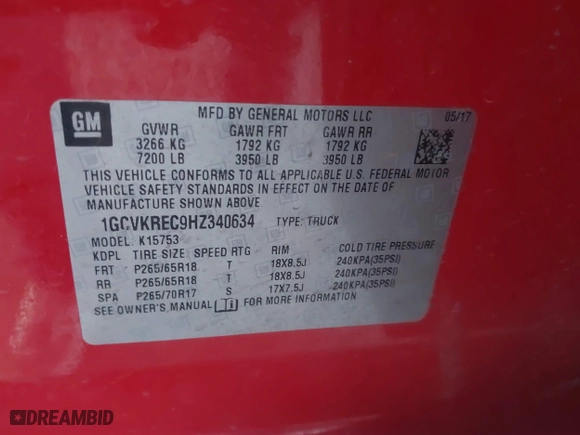 GM
MFD BY GENERAL MOTORS LLC 05/17
GVWR GAWR FRT GAWR RR
3266 KG 1792 KG 1792 KG
7200 LB 3950 LB 3950 LB
THIS VEHICLE CONFORMS TO ALL APPLICABLE U.S. FEDERAL MOTOR
VEHICLE SAFETY STANDARDS IN EFFECT ON THE DATE OF
MANUFACTURE SHOWN ABOVE.
1GCVKREC9HZ340634 TYPE: TRUCK
MODEL: K15753
KDPL TIRE SIZE SPEED RTG RIM COLD TIRE PRESSURE
FRT P265/65R18 T 18X8.5J 240KPA(35PSI)
RR P265/65R18 T 18X8.5J 240KPA(35PSI)
SPA P265/70R17 S 17X7.5J 240KPA(35PSI)
SEE OWNER'S MANUAL FOR MORE INFORMATION
DREAMBID